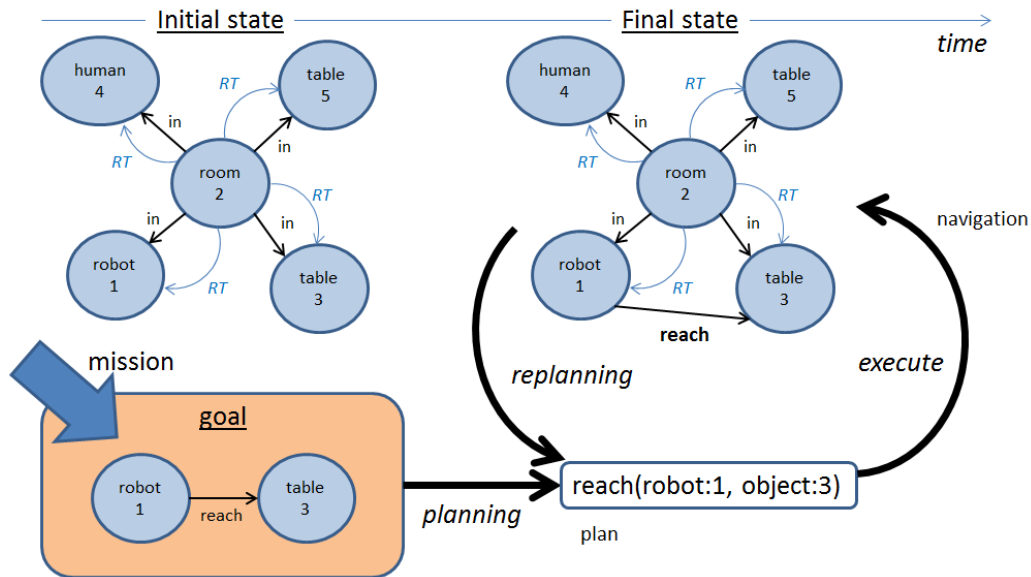 Initial state
Final state
time
human
4
RT
table
5
in
in
RT
room
2
in
in
robot
1
RT
table
3
human
4
RT
table
5
in
in
RT
room
2
RT
in
in
robot
1
RT
table
3
reach
navigation
mission
replanning
execute
goal
robot
1
reach
table
3
planning
reach(robot:1, object:3)
plan
RT